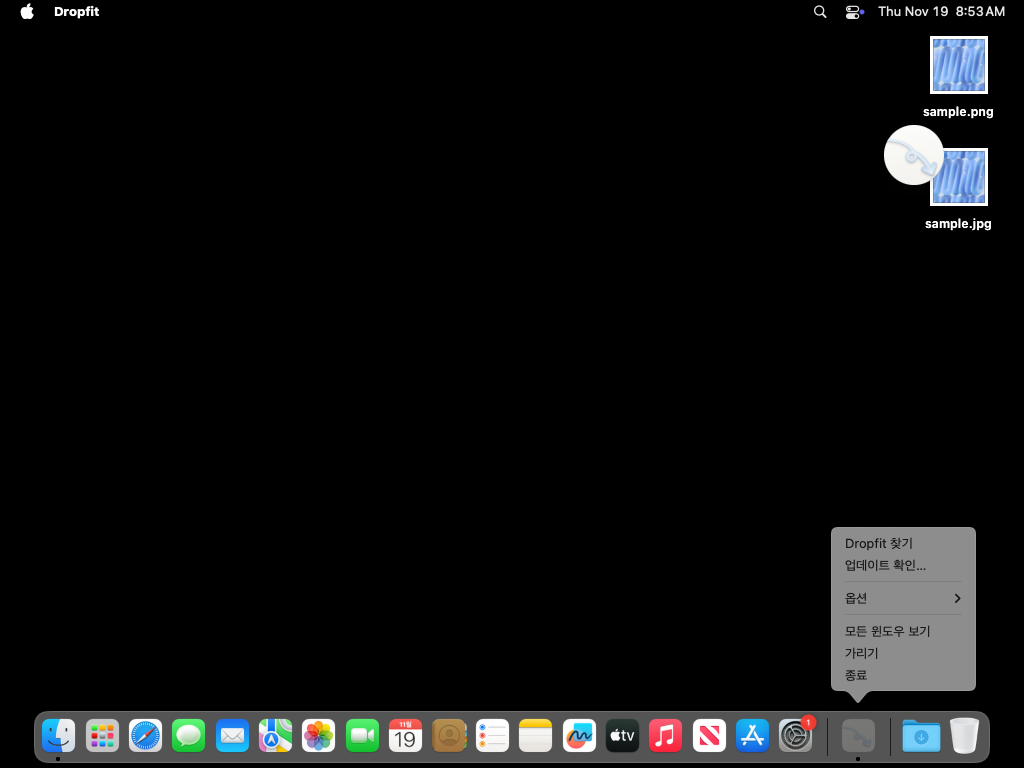 Dropfit
Thu Nov 19 8:53 AM
sample.png
sample.jpg
Dropfit 찾기
업데이트 확인...
옵션
모든 윈도우 보기
가리기
종료
11월
19
tv
1